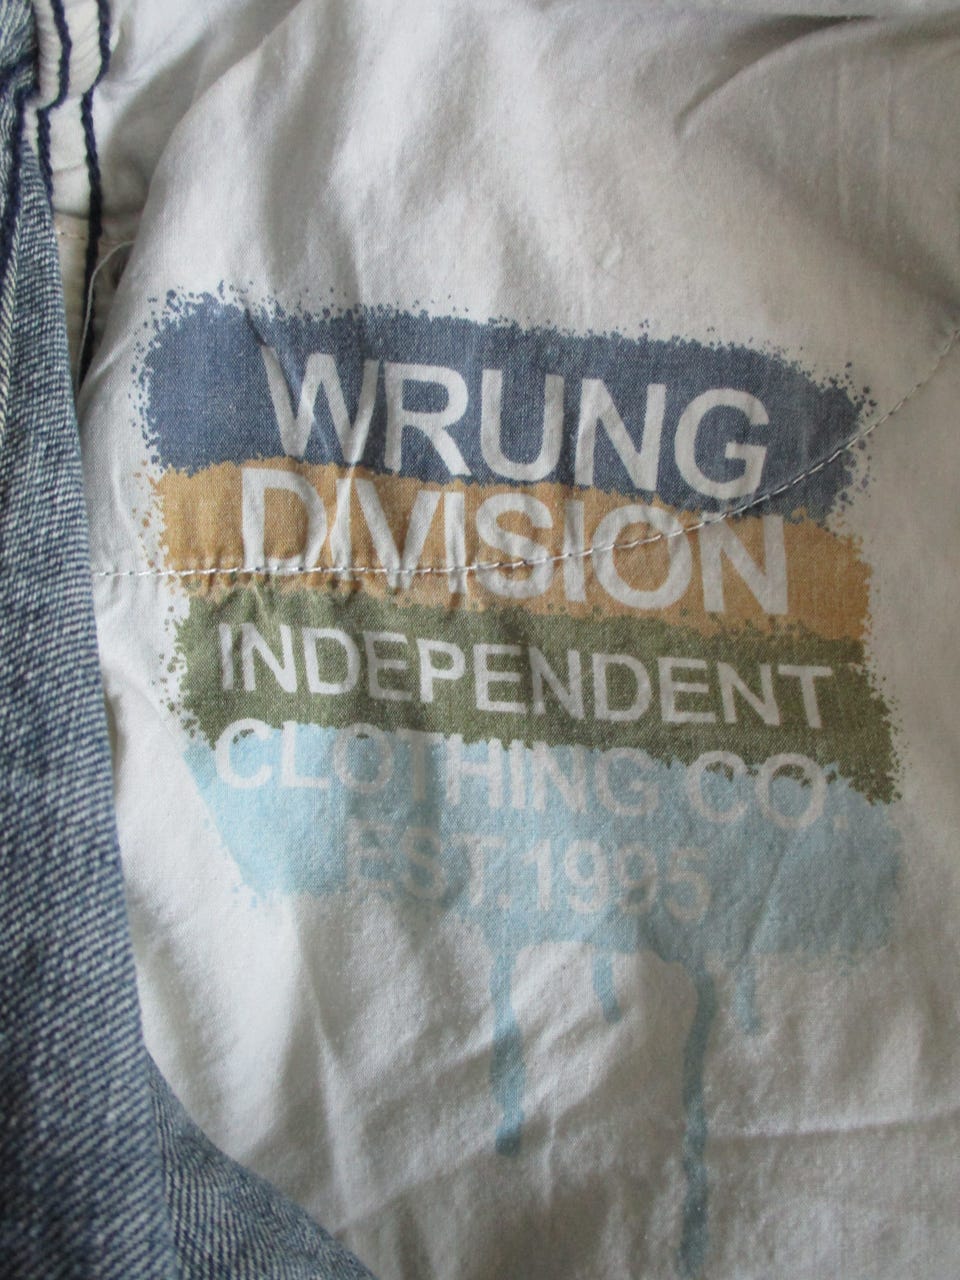 WRUNG
DIVISION
INDEPENDENT
CLOTHING CO.
EST.1995